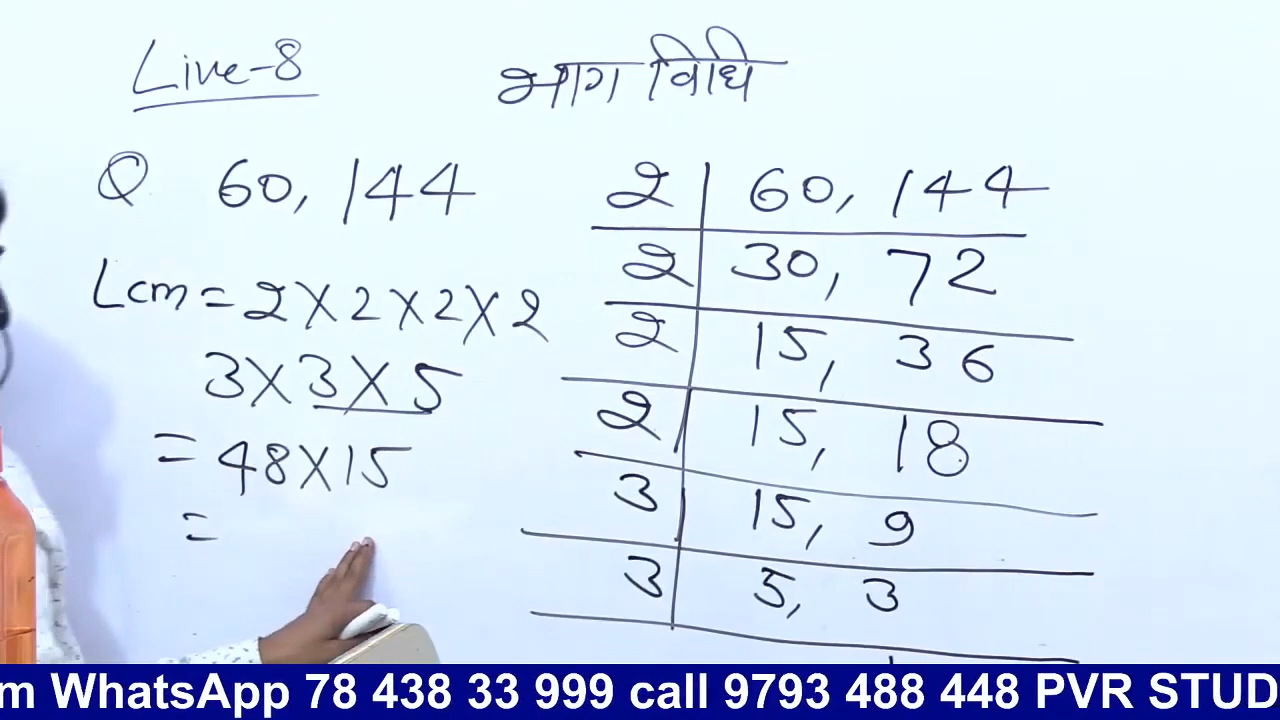 Live-8
भाग विधि
Q 60, 144
Lcm = 2×2×2×2
3×3×5
= 48×15
=
2 | 60, 144
2 | 30, 72
2 | 15, 36
2 | 15, 18
3 | 15, 9
3 | 5, 3
m WhatsApp 78 438 33 999 call 9793 488 448 PVR STUD